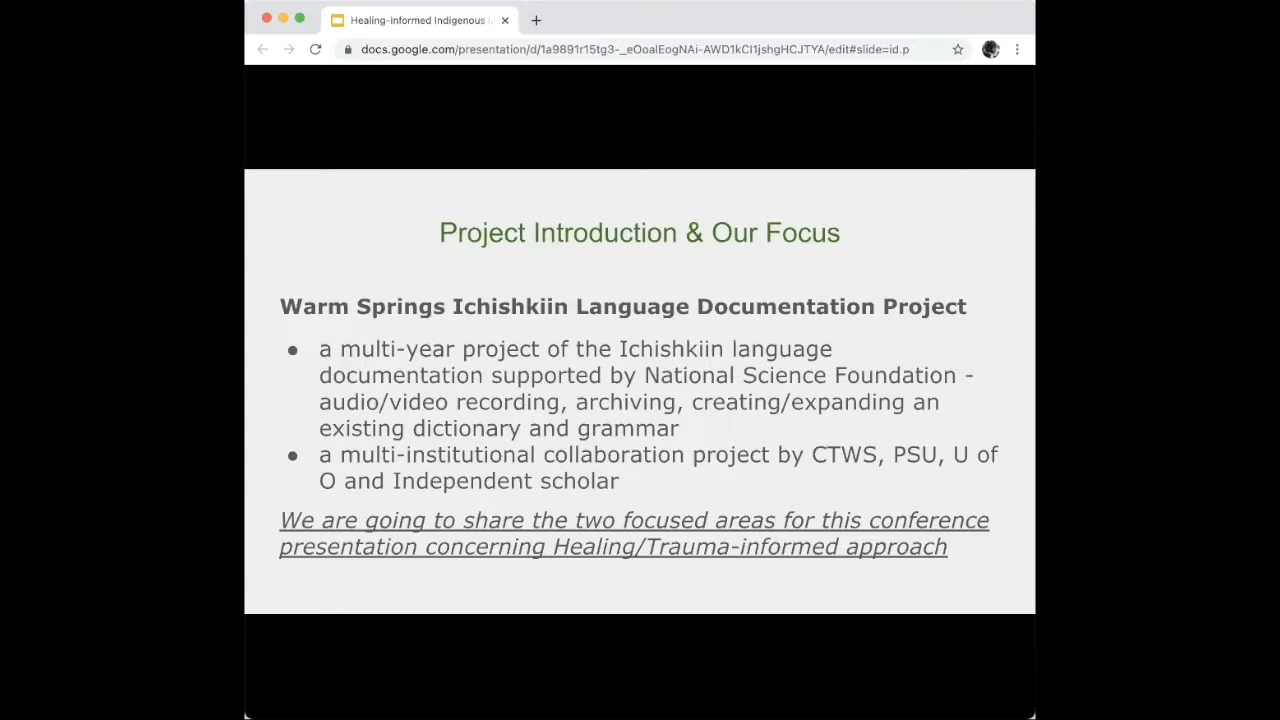 Healing-informed Indigenous
docs.google.com/presentation/d/1a9891r15tg3-_eOoalEogNAi-AWD1kCI1jshgHCJTYA/edit#slide=id.p
Project Introduction & Our Focus
Warm Springs Ichishkiin Language Documentation Project
● a multi-year project of the Ichishkiin language
documentation supported by National Science Foundation -
audio/video recording, archiving, creating/expanding an
existing dictionary and grammar
● a multi-institutional collaboration project by CTWS, PSU, U of
O and Independent scholar
We are going to share the two focused areas for this conference
presentation concerning Healing/Trauma-informed approach